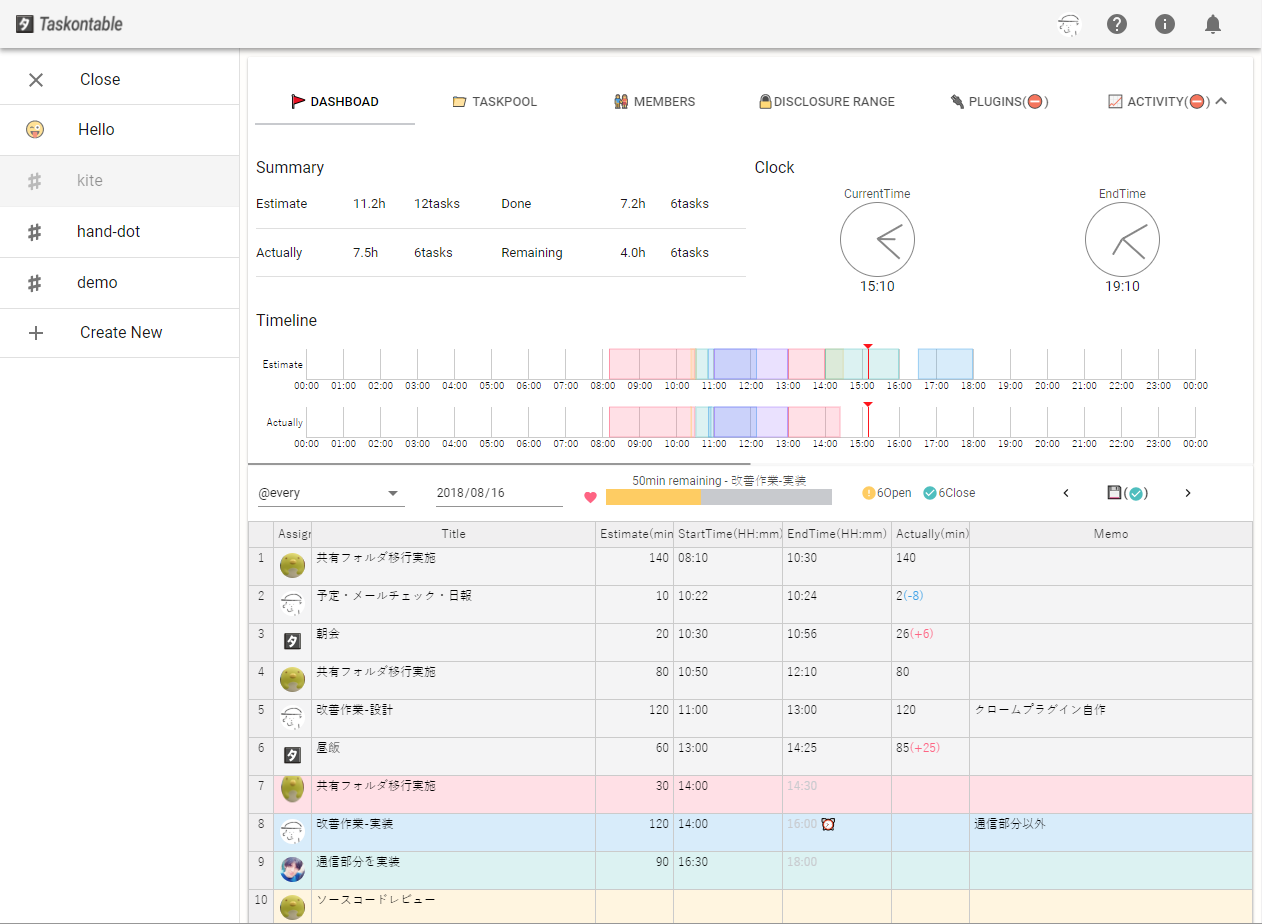 タ Taskontable
Close
Hello
kite
hand-dot
demo
Create New
DASHBOAD TASKPOOL MEMBERS DISCLOSURE RANGE PLUGINS(⛔) ACTIVITY(⛔)
Summary
Estimate 11.2h 12tasks Done 7.2h 6tasks
Actually 7.5h 6tasks Remaining 4.0h 6tasks
Clock
CurrentTime EndTime
15:10 19:10
Timeline
Estimate
00:00 01:00 02:00 03:00 04:00 05:00 06:00 07:00 08:00 09:00 10:00 11:00 12:00 13:00 14:00 15:00 16:00 17:00 18:00 19:00 20:00 21:00 22:00 23:00 00:00
Actually
00:00 01:00 02:00 03:00 04:00 05:00 06:00 07:00 08:00 09:00 10:00 11:00 12:00 13:00 14:00 15:00 16:00 17:00 18:00 19:00 20:00 21:00 22:00 23:00 00:00
50min remaining - 改善作業-実装
@every 2018/08/16 6Open 6Close
Assigr Title Estimate(min StartTime(HH:mm) EndTime(HH:mm) Actually(min) Memo
1 共有フォルダ移行実施 140 08:10 10:30 140
2 予定・メールチェック・日報 10 10:22 10:24 2(-8)
3 タ 朝会 20 10:30 10:56 26(+6)
4 共有フォルダ移行実施 80 10:50 12:10 80
5 改善作業-設計 120 11:00 13:00 120 クロームプラグイン自作
6 タ 昼飯 60 13:00 14:25 85(+25)
7 共有フォルダ移行実施 30 14:00 14:30
8 改善作業-実装 120 14:00 16:00 通信部分以外
9 通信部分を実装 90 16:30 18:00
10 ソースコードレビュー